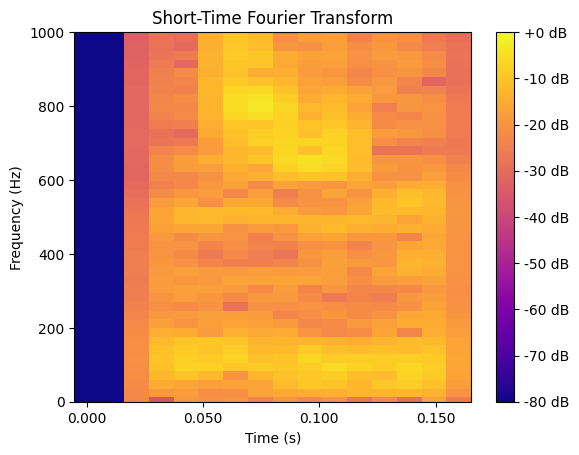 Short-Time Fourier Transform
1000
800
600
400
200
0
Frequency (Hz)
0.000
0.050
0.100
0.150
Time (s)
+0 dB
-10 dB
-20 dB
-30 dB
-40 dB
-50 dB
-60 dB
-70 dB
-80 dB